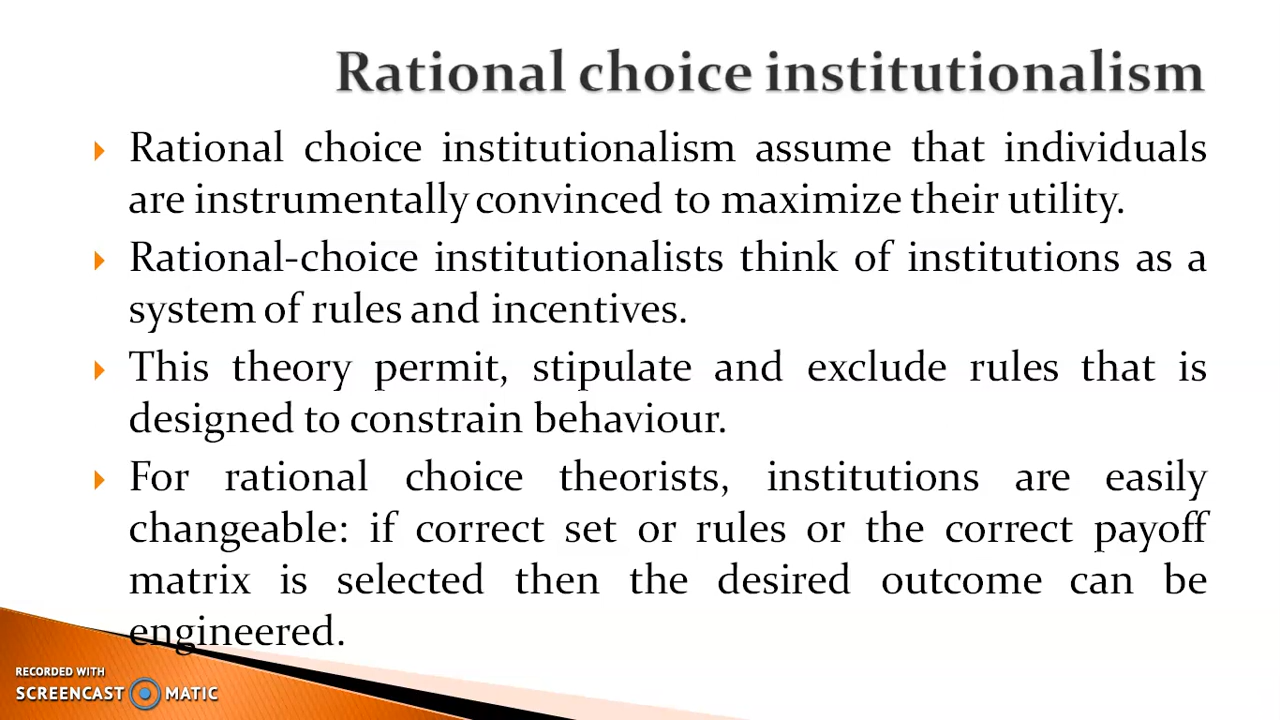 Rational choice institutionalism
Rational choice institutionalism assume that individuals
are instrumentally convinced to maximize their utility.
Rational-choice institutionalists think of institutions as a
system of rules and incentives.
This theory permit, stipulate and exclude rules that is
designed to constrain behaviour.
For rational choice theorists, institutions are easily
changeable: if correct set or rules or the correct payoff
matrix is selected then the desired outcome can be
engineered.
RECORDED WITH
SCREENCAST MATIC